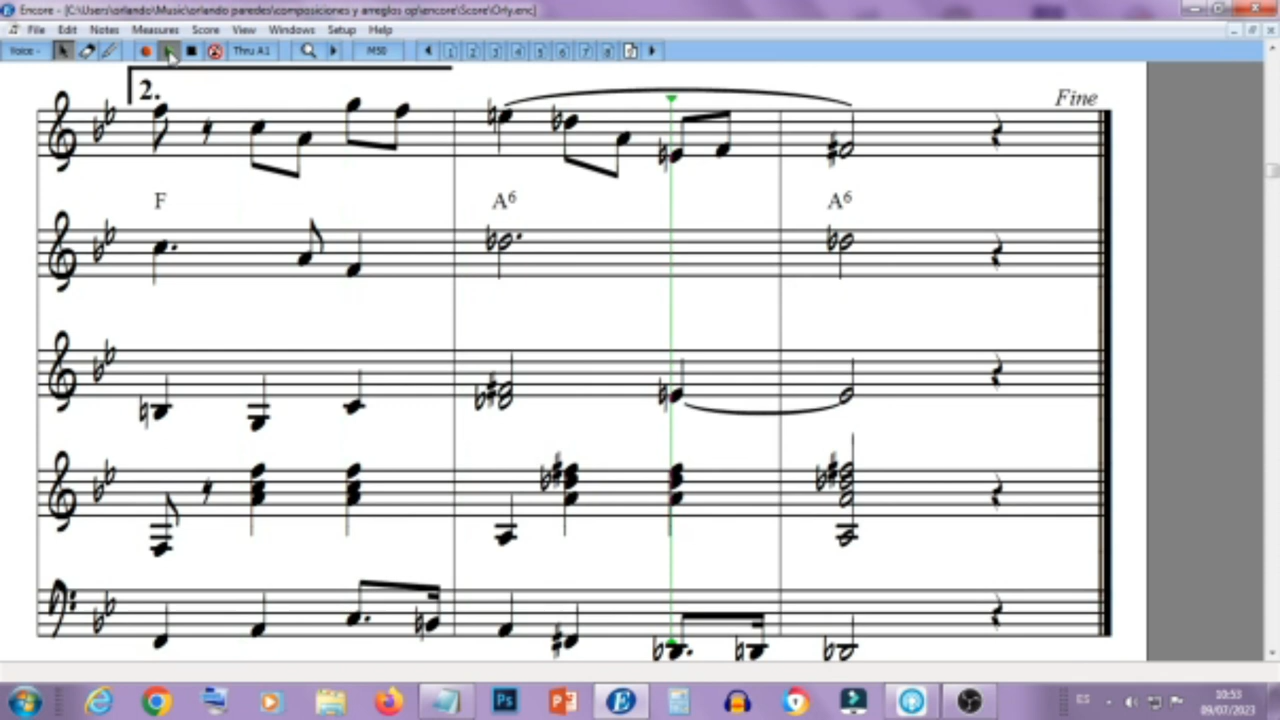 Encore - [C:\Users\orlando\Music\orlando paredes\composiciones y arreglos op\encore\Score\Orly.enc]
File Edit Notes Measures Score View Windows Setup Help
Voice - Thru A1 M50 1 2 3 4 5 6 7 8
2.
Fine
F A6 A6
Ps P E
ES 10:53
09/07/2023